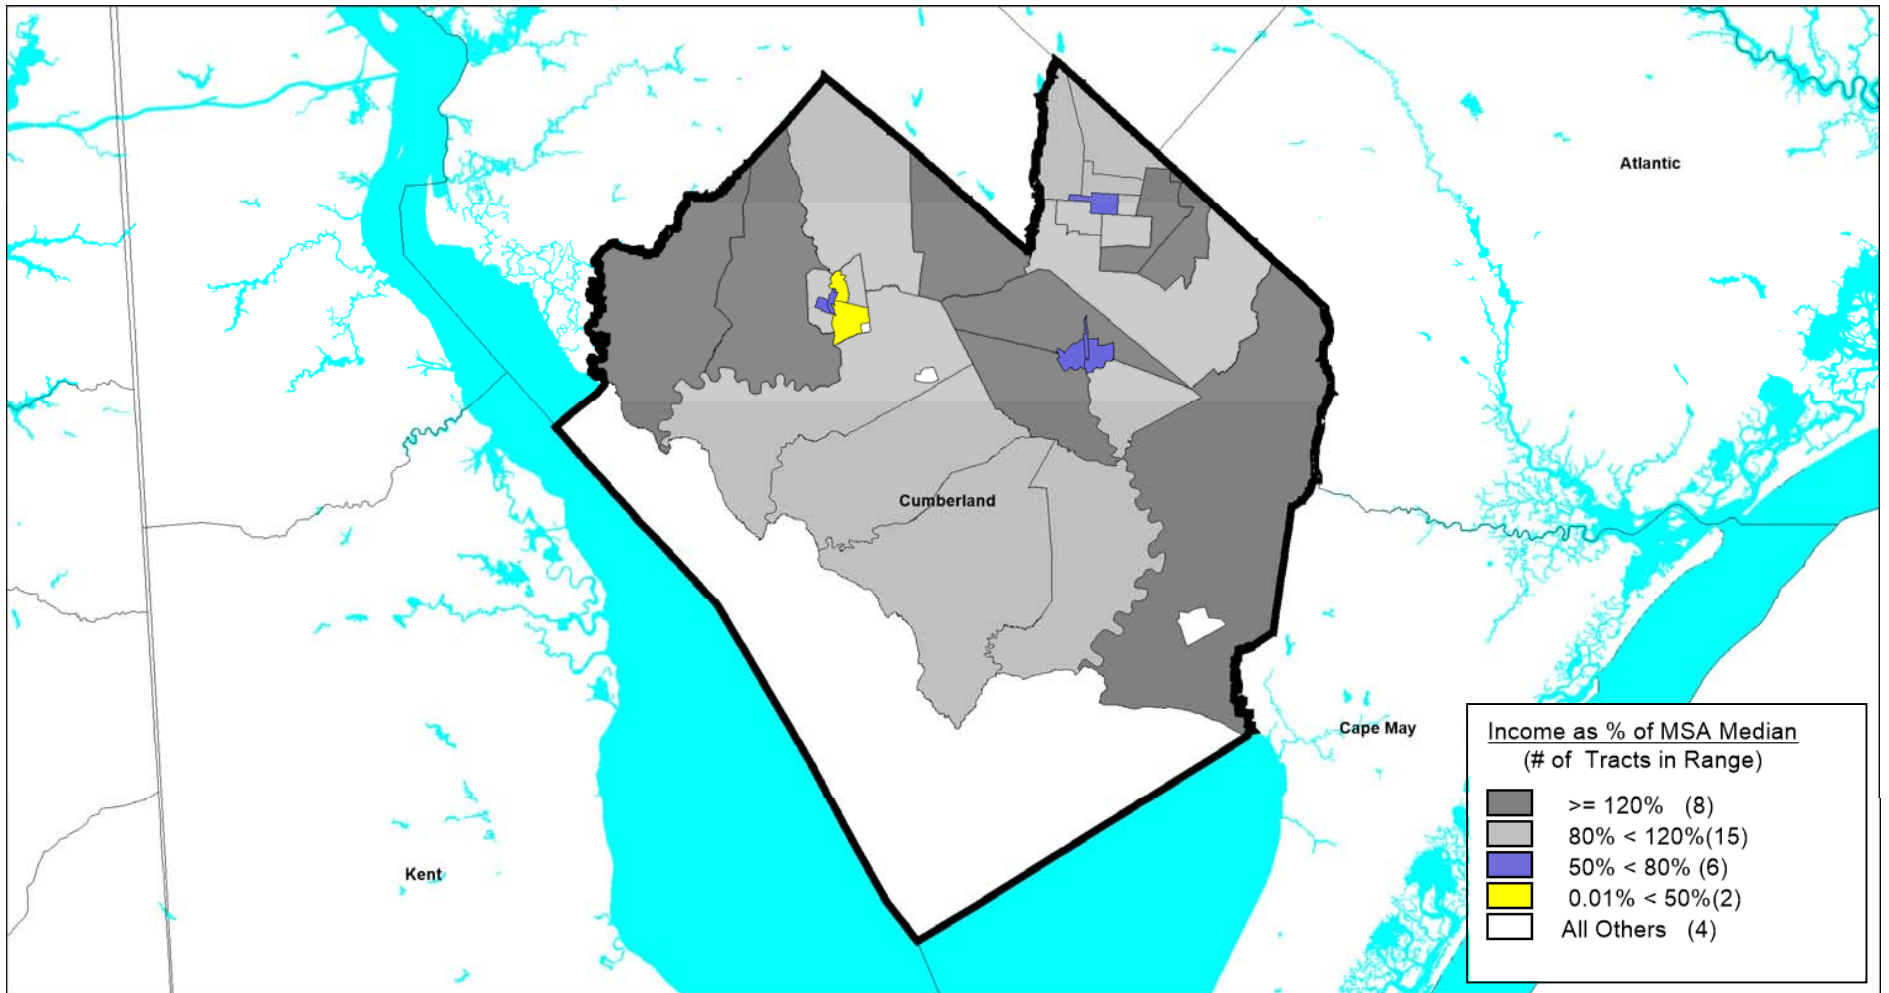 Atlantic
Cumberland
Cape May
Kent
Income as % of MSA Median
(# of Tracts in Range)
>= 120% (8)
80% < 120%(15)
50% < 80% (6)
0.01% < 50%(2)
All Others (4)